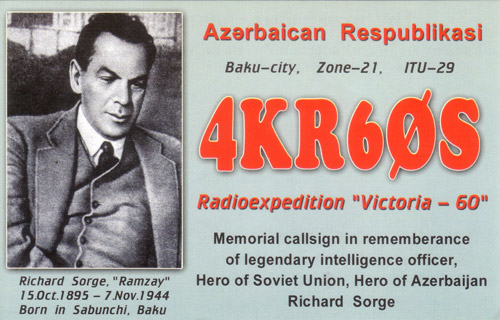 Azərbaican Respublikasi
Baku-city, Zone-21, ITU-29
4KR6ØS
Radioexpedition "Victoria - 60"
Memorial callsign in rememberance
of legendary intelligence officer,
Hero of Soviet Union, Hero of Azerbaijan
Richard Sorge
Richard Sorge, "Ramzay"
15.Oct.1895 - 7.Nov.1944
Born in Sabunchi, Baku